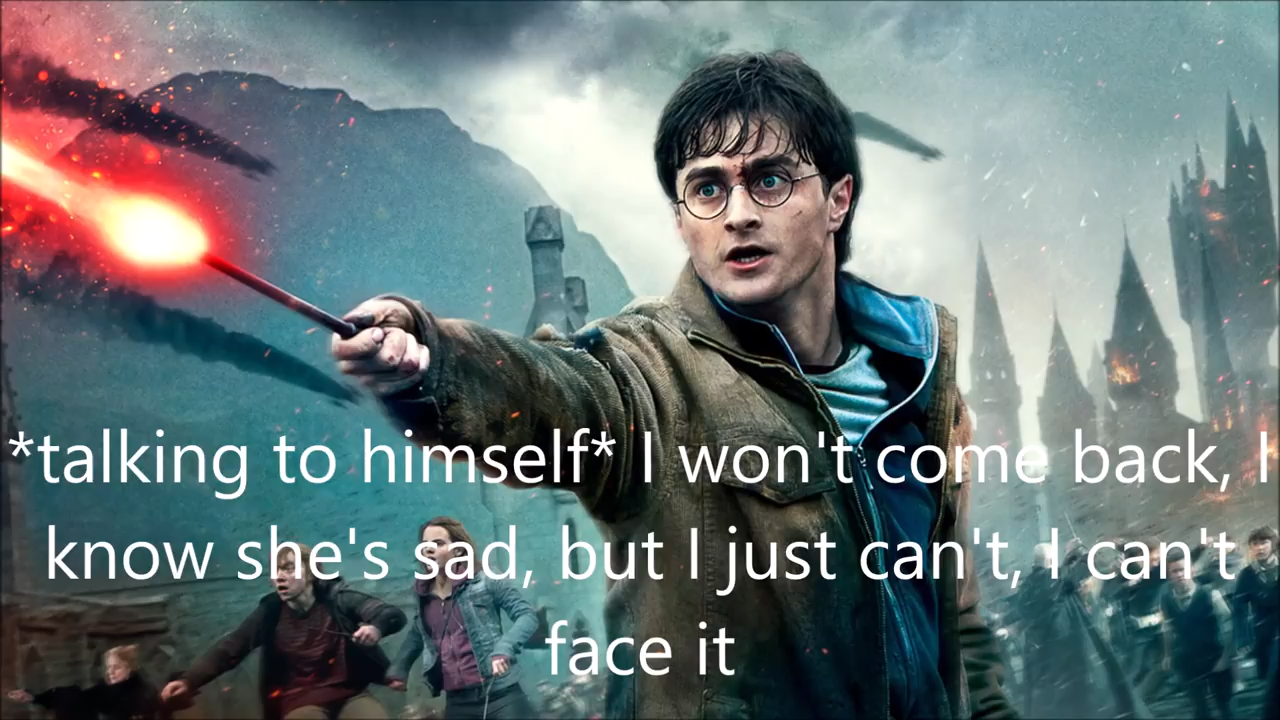 *talking to himself* I won't come back, I
know she's sad, but I just can't, I can't
face it